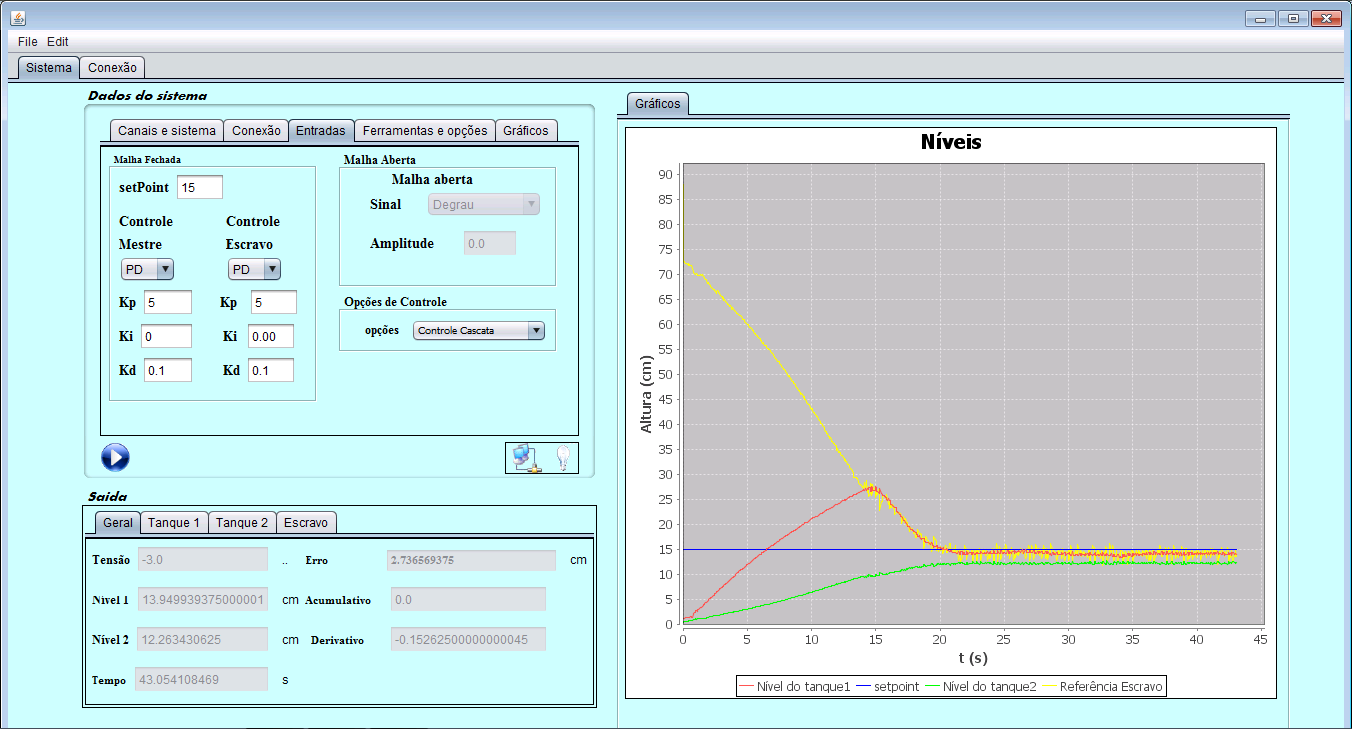 File Edit
Sistema Conexão
Dados do sistema
Canais e sistema Conexão Entradas Ferramentas e opções Gráficos
Malha Fechada
setPoint 15
Controle Controle
Mestre Escravo
PD PD
Kp 5 Kp 5
Ki 0 Ki 0.00
Kd 0.1 Kd 0.1
Malha Aberta
Malha aberta
Sinal Degrau
Amplitude 0.0
Opções de Controle
opções Controle Cascata
Saida
Geral Tanque 1 Tanque 2 Escravo
Tensão -3.0 .. Erro 2.736569375 cm
Nível 1 13.949939375000001 cm Acumulativo 0.0
Nível 2 12.263430625 cm Derivativo -0.15262500000000045
Tempo 43.054108469 s
Gráficos
Níveis
Altura (cm)
90
85
80
75
70
65
60
55
50
45
40
35
30
25
20
15
10
5
0
0 5 10 15 20 25 30 35 40 45
t (s)
Nível do tanque1 setpoint Nível do tanque2 Referência Escravo